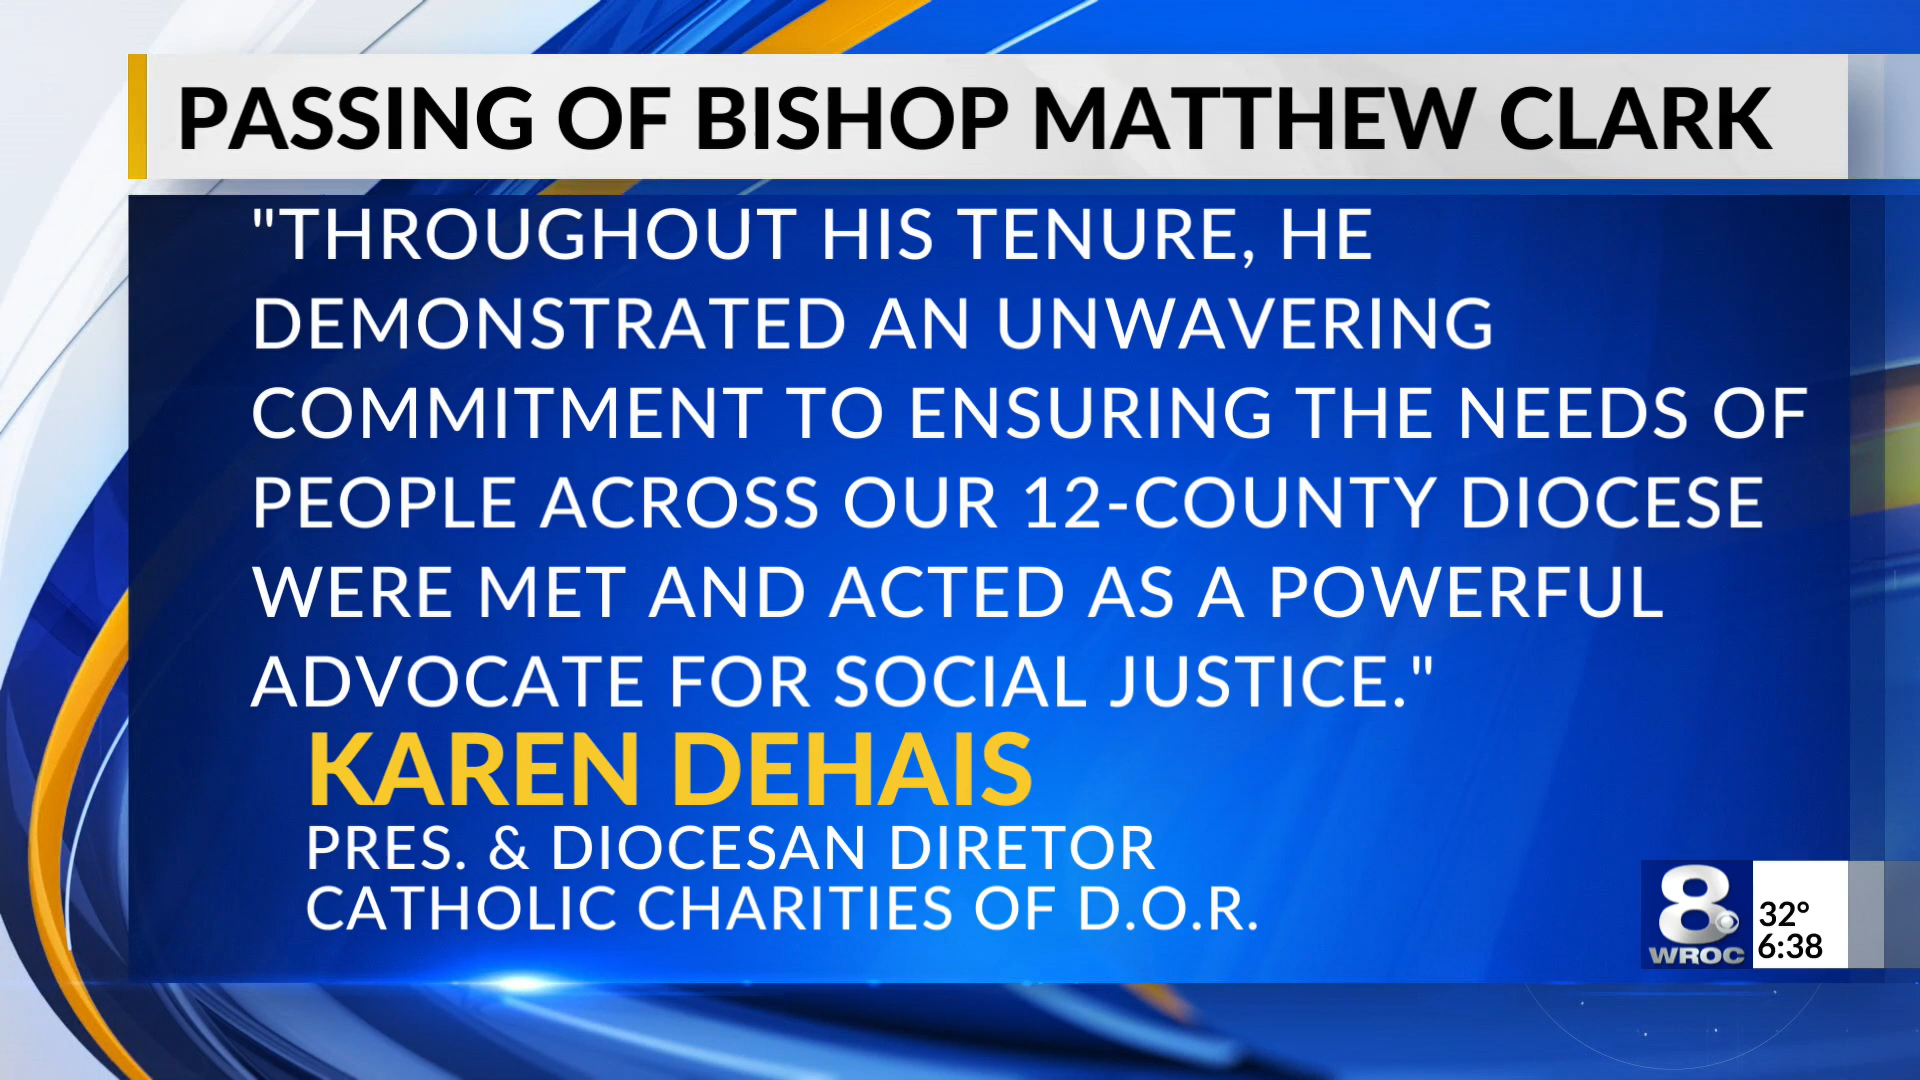 PASSING OF BISHOP MATTHEW CLARK
"THROUGHOUT HIS TENURE, HE
DEMONSTRATED AN UNWAVERING
COMMITMENT TO ENSURING THE NEEDS OF
PEOPLE ACROSS OUR 12-COUNTY DIOCESE
WERE MET AND ACTED AS A POWERFUL
ADVOCATE FOR SOCIAL JUSTICE."
KAREN DEHAIS
PRES. & DIOCESAN DIRETOR
CATHOLIC CHARITIES OF D.O.R.
8
WROC
32°
6:38